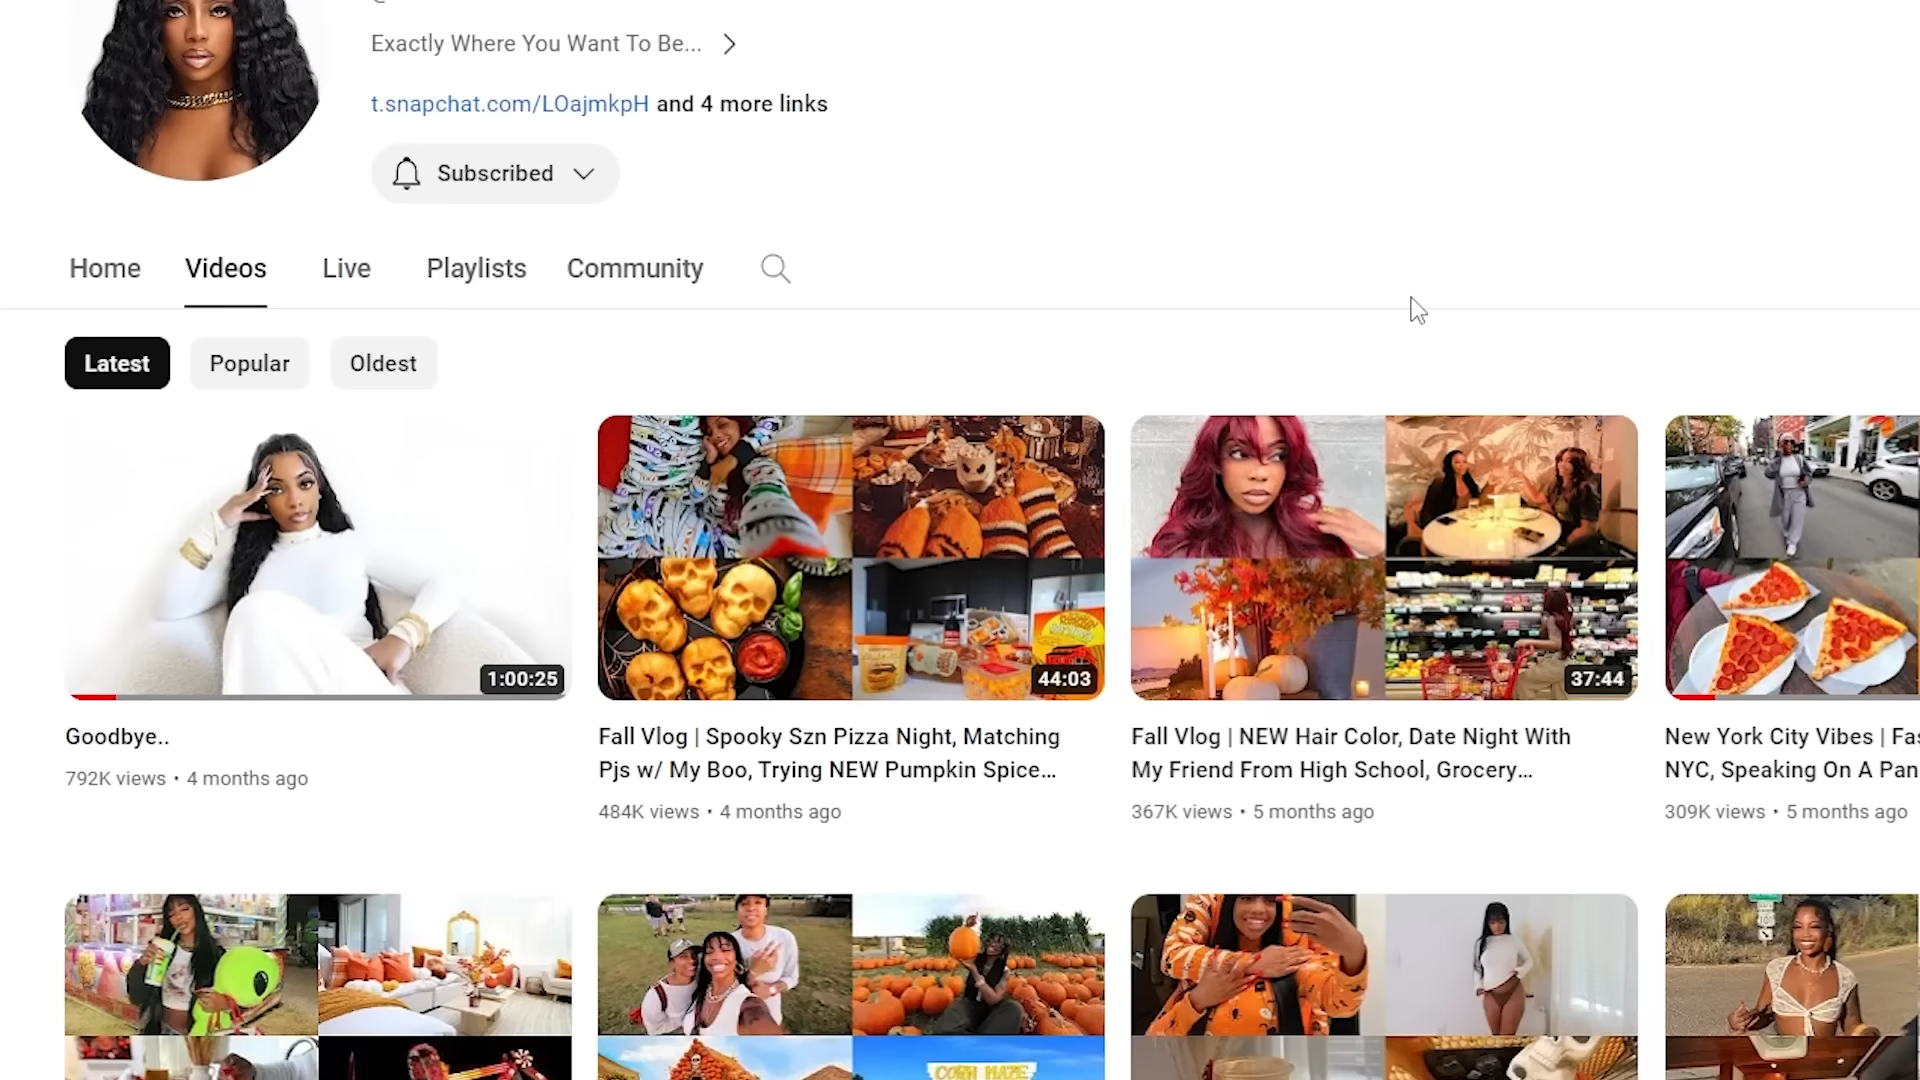 Exactly Where You Want To Be...
t.snapchat.com/LOajmkpH and 4 more links
Subscribed
Home Videos Live Playlists Community
Latest Popular Oldest
1:00:25
44:03
37:44
Goodbye..
792K views • 4 months ago
Fall Vlog | Spooky Szn Pizza Night, Matching
Pjs w/ My Boo, Trying NEW Pumpkin Spice...
484K views • 4 months ago
Fall Vlog | NEW Hair Color, Date Night With
My Friend From High School, Grocery...
367K views • 5 months ago
New York City Vibes | Fas
NYC, Speaking On A Pan
309K views • 5 months ago
CORN MAZE